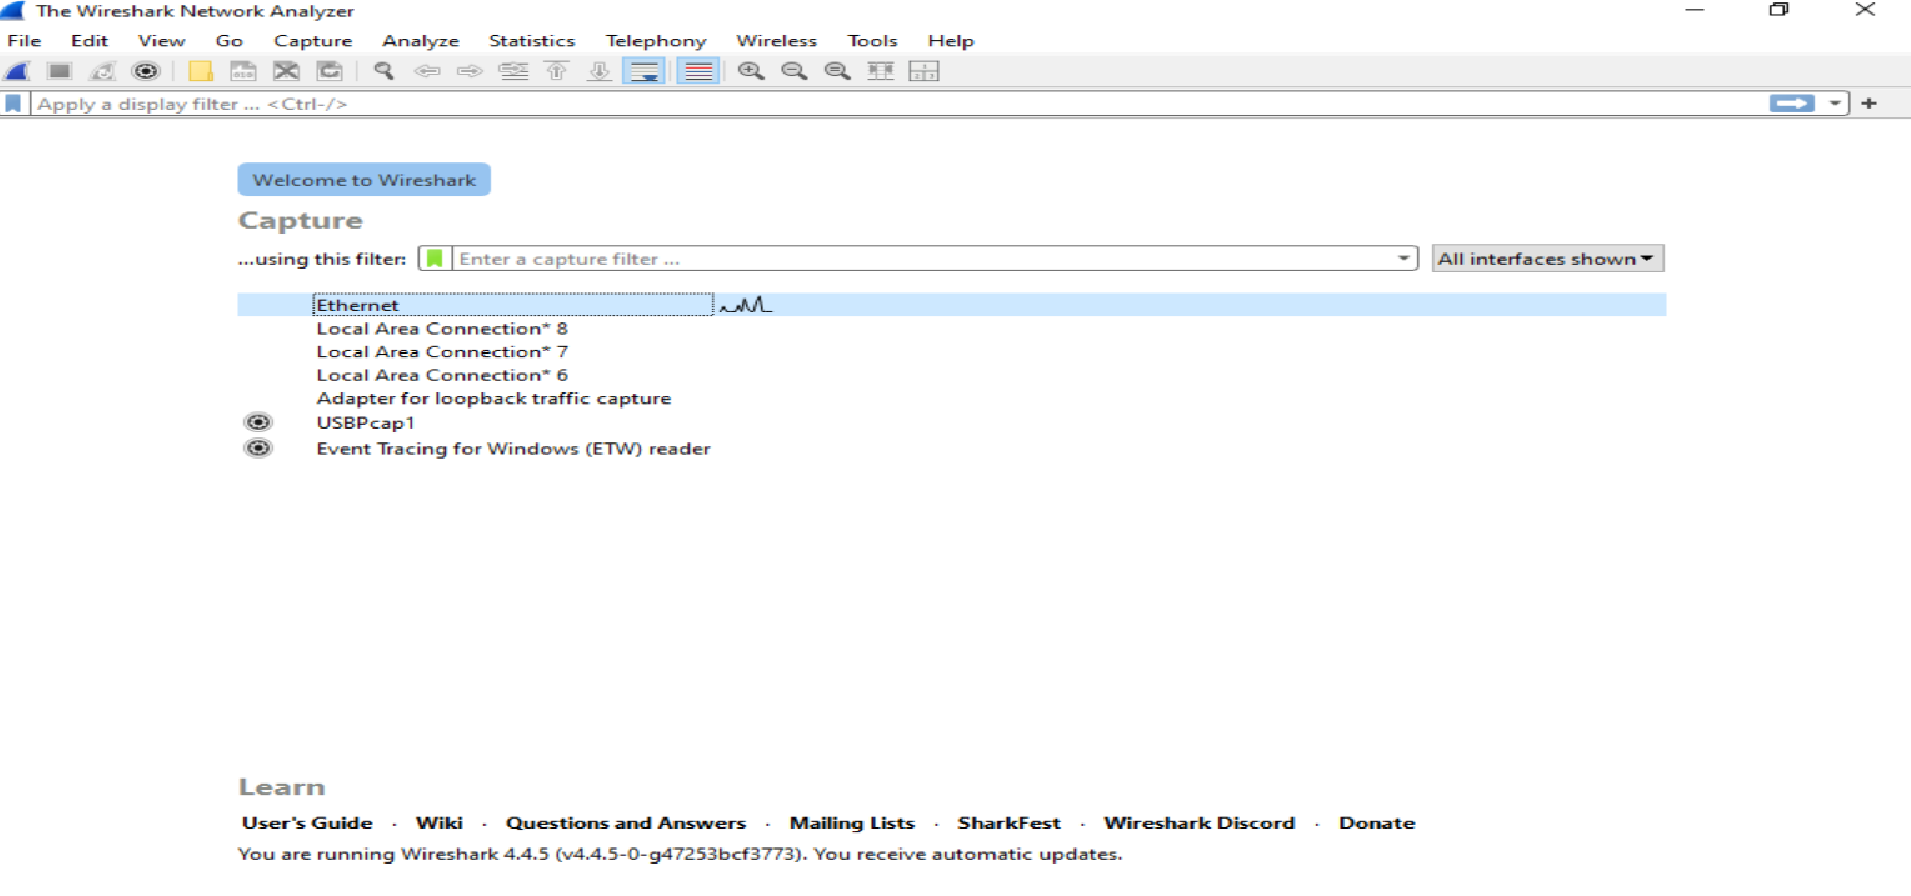 The Wireshark Network Analyzer
File Edit View Go Capture Analyze Statistics Telephony Wireless Tools Help
Apply a display filter ... <Ctrl-/>
Welcome to Wireshark
Capture
...using this filter: Enter a capture filter ... All interfaces shown
Ethernet
Local Area Connection* 8
Local Area Connection* 7
Local Area Connection* 6
Adapter for loopback traffic capture
USBPcap1
Event Tracing for Windows (ETW) reader
Learn
User's Guide · Wiki · Questions and Answers · Mailing Lists · SharkFest · Wireshark Discord · Donate
You are running Wireshark 4.4.5 (v4.4.5-0-g47253bcf3773). You receive automatic updates.